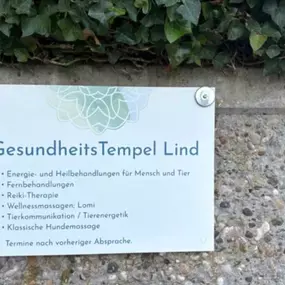 GesundheitsTempel Lind
• Energie- und Heilbehandlungen für Mensch und Tier
• Fernbehandlungen
• Reiki-Therapie
• Wellnessmassagen; Lomi
• Tierkommunikation / Tierenergetik
• Klassische Hundemassage
Termine nach vorheriger Absprache.